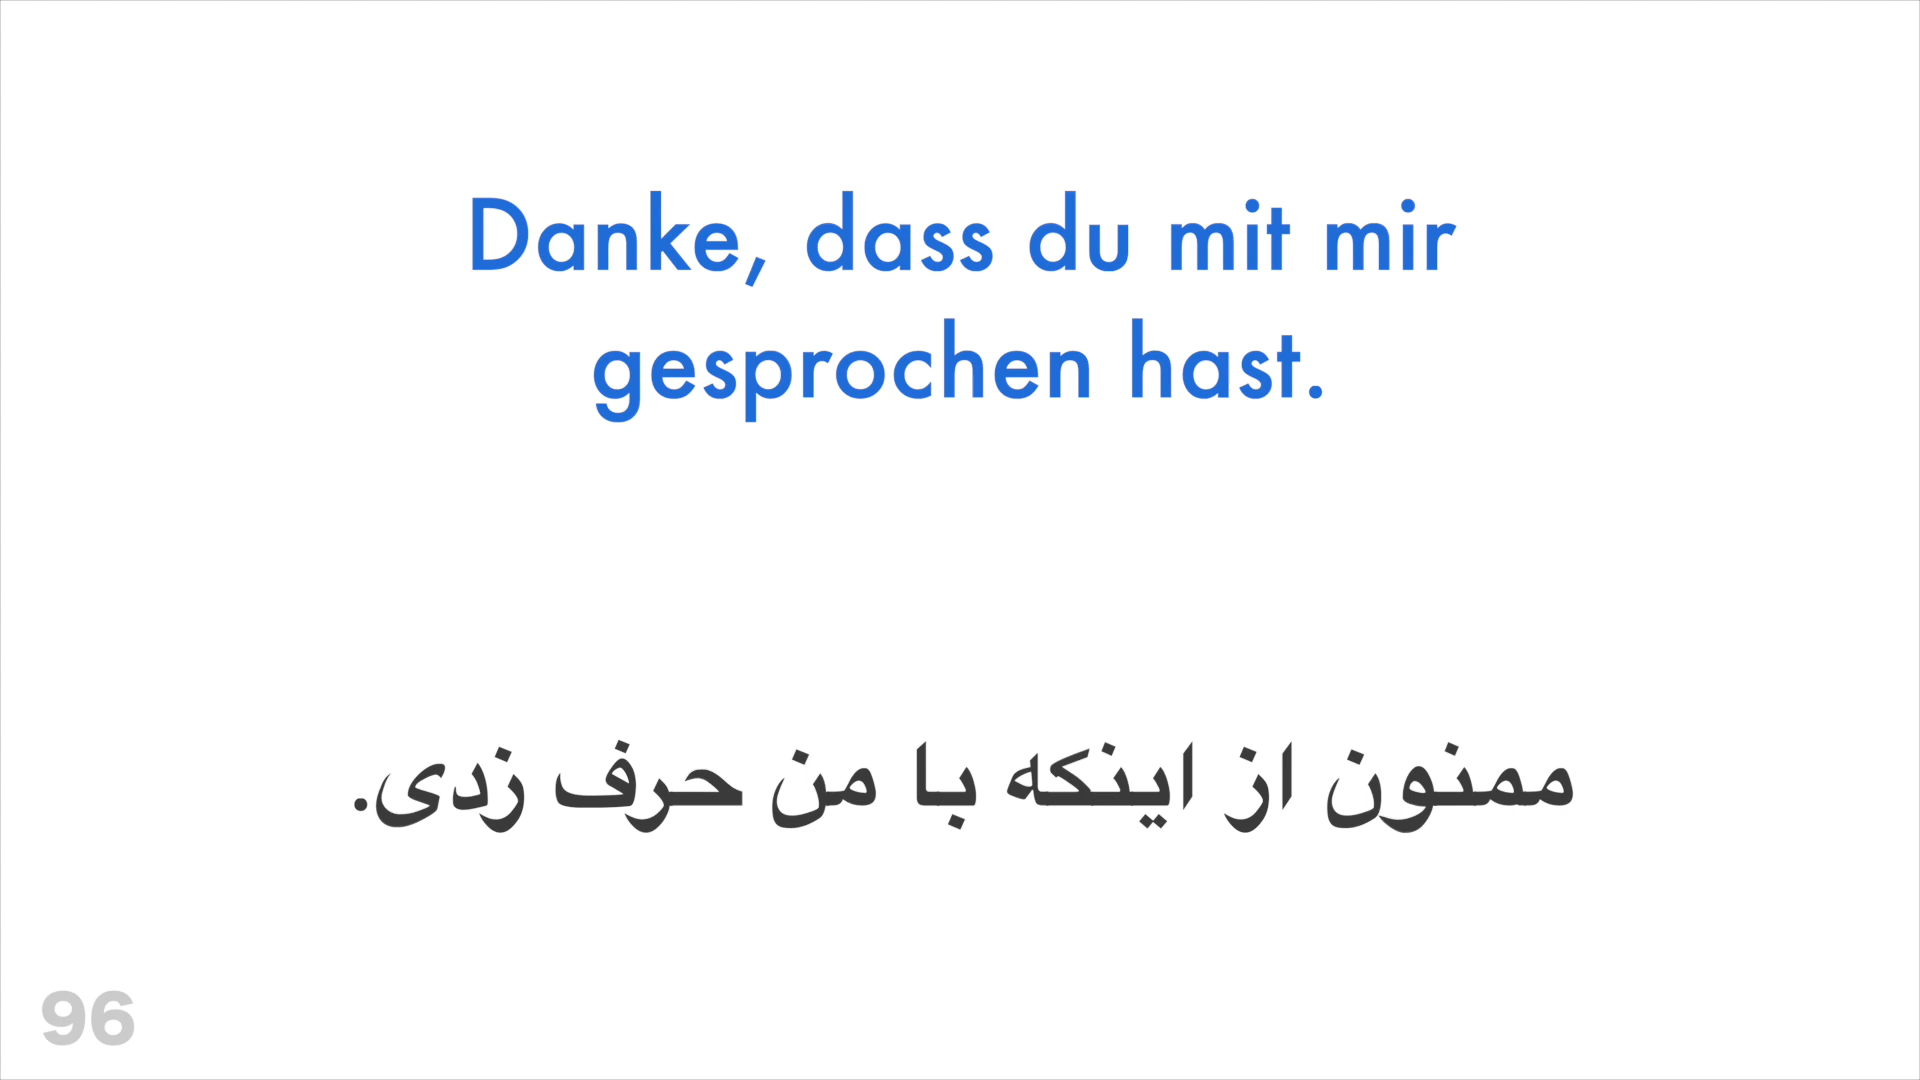 Danke, dass du mit mir
gesprochen hast.
ممنون از اینکه با من حرف زدی.
96